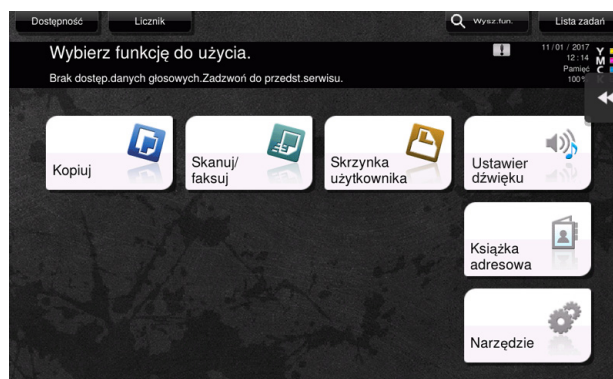 Dostępność
Licznik
Wysz.fun.
Lista zadań
Wybierz funkcję do użycia.
Brak dostęp.danych głosowych.Zadzwoń do przedst.serwisu.
11/01 / 2017
12:14
Pamięć
100%
Y
M
C
Kopiuj
Skanuj/
faksuj
Skrzynka
użytkownika
Ustawier
dźwięku
Książka
adresowa
Narzędzie